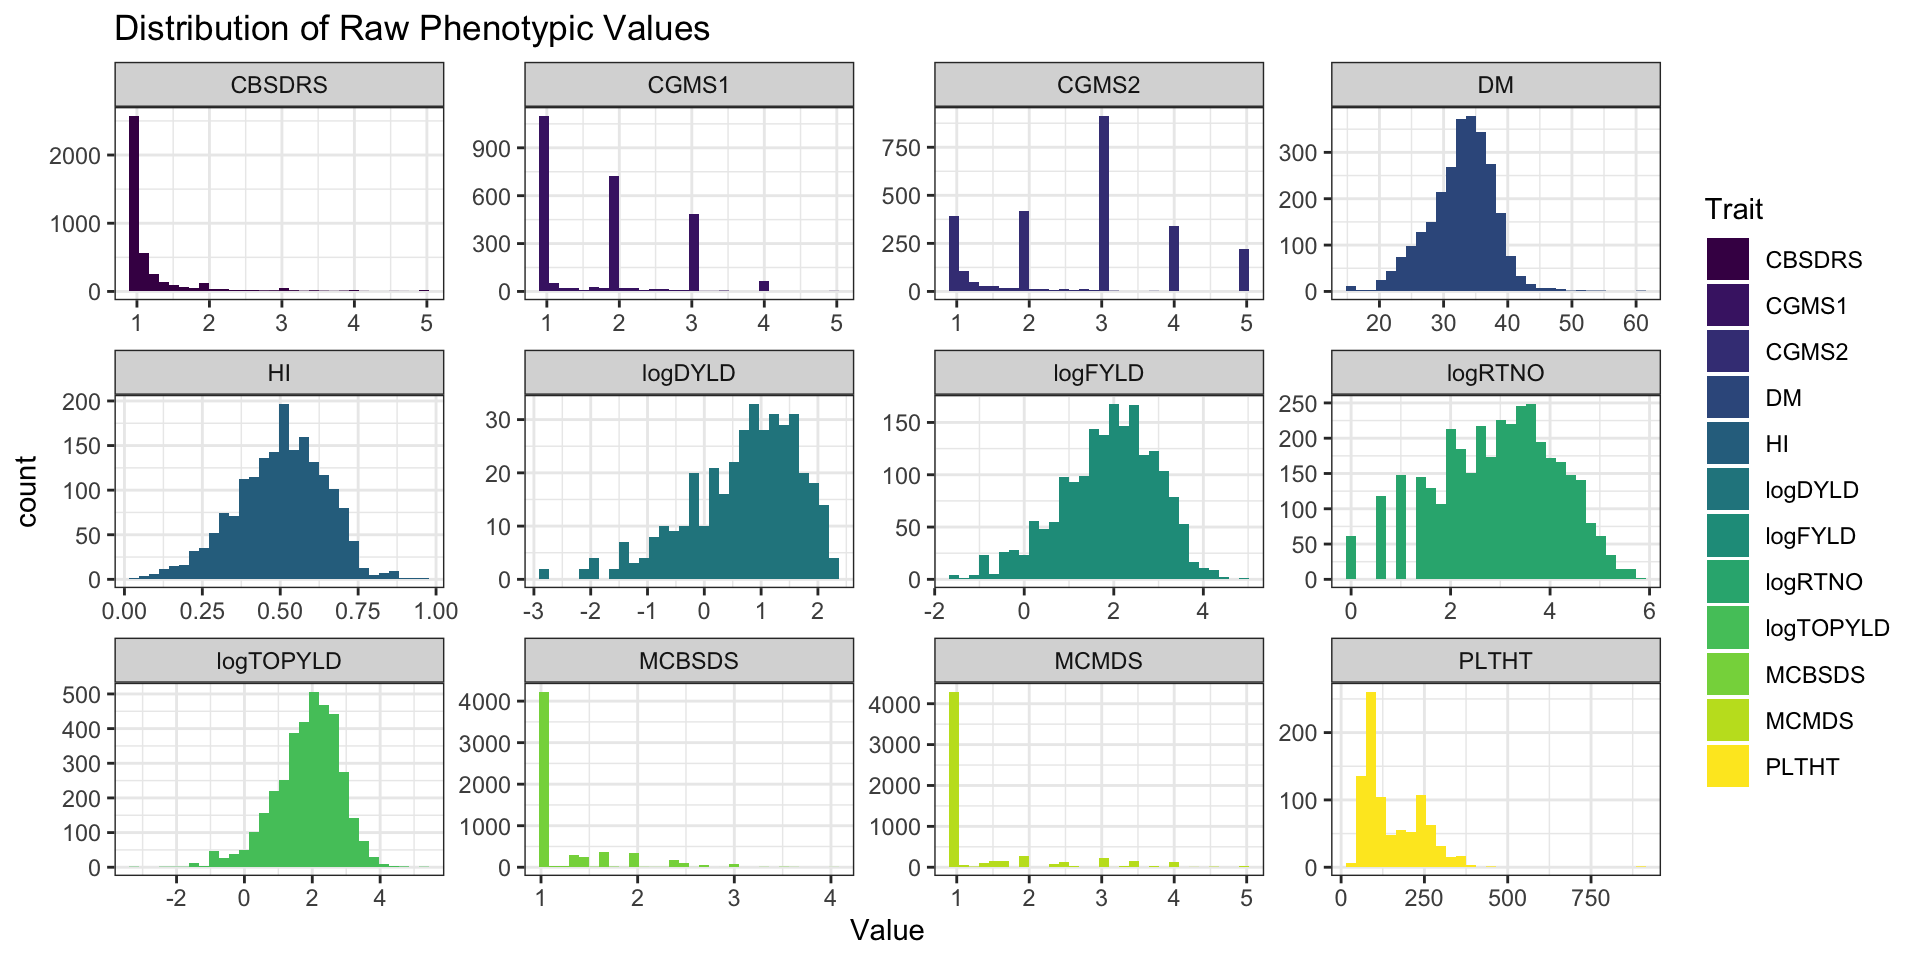 Distribution of Raw Phenotypic Values
CBSDRS CGMS1 CGMS2 DM
2000
1000
0
1 2 3 4 5
900
600
300
0
1 2 3 4 5
750
500
250
0
1 2 3 4 5
300
200
100
0
20 30 40 50 60
HI logDYLD logFYLD logRTNO
200
150
100
50
0
0.00 0.25 0.50 0.75 1.00
30
20
10
0
-3 -2 -1 0 1 2
150
100
50
0
-2 0 2 4
250
200
150
100
50
0
0 2 4 6
logTOPYLD MCBSDS MCMDS PLTHT
500
400
300
200
100
0
-2 0 2 4
4000
3000
2000
1000
0
1 2 3 4
4000
3000
2000
1000
0
1 2 3 4 5
200
100
0
0 250 500 750
count
Value
Trait
CBSDRS
CGMS1
CGMS2
DM
HI
logDYLD
logFYLD
logRTNO
logTOPYLD
MCBSDS
MCMDS
PLTHT